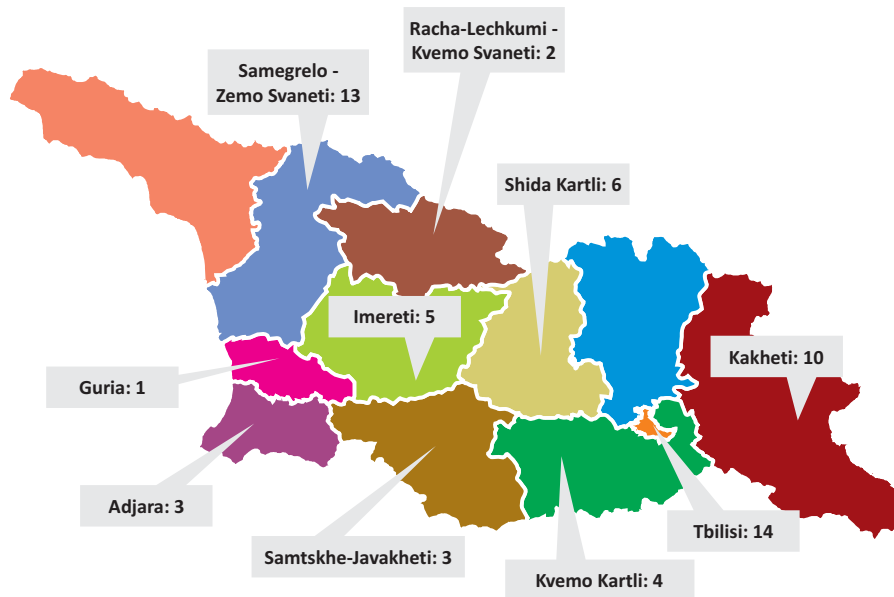 Racha-Lechkumi -
Kvemo Svaneti: 2
Samegrelo -
Zemo Svaneti: 13
Shida Kartli: 6
Imereti: 5
Kakheti: 10
Guria: 1
Adjara: 3
Tbilisi: 14
Samtskhe-Javakheti: 3
Kvemo Kartli: 4